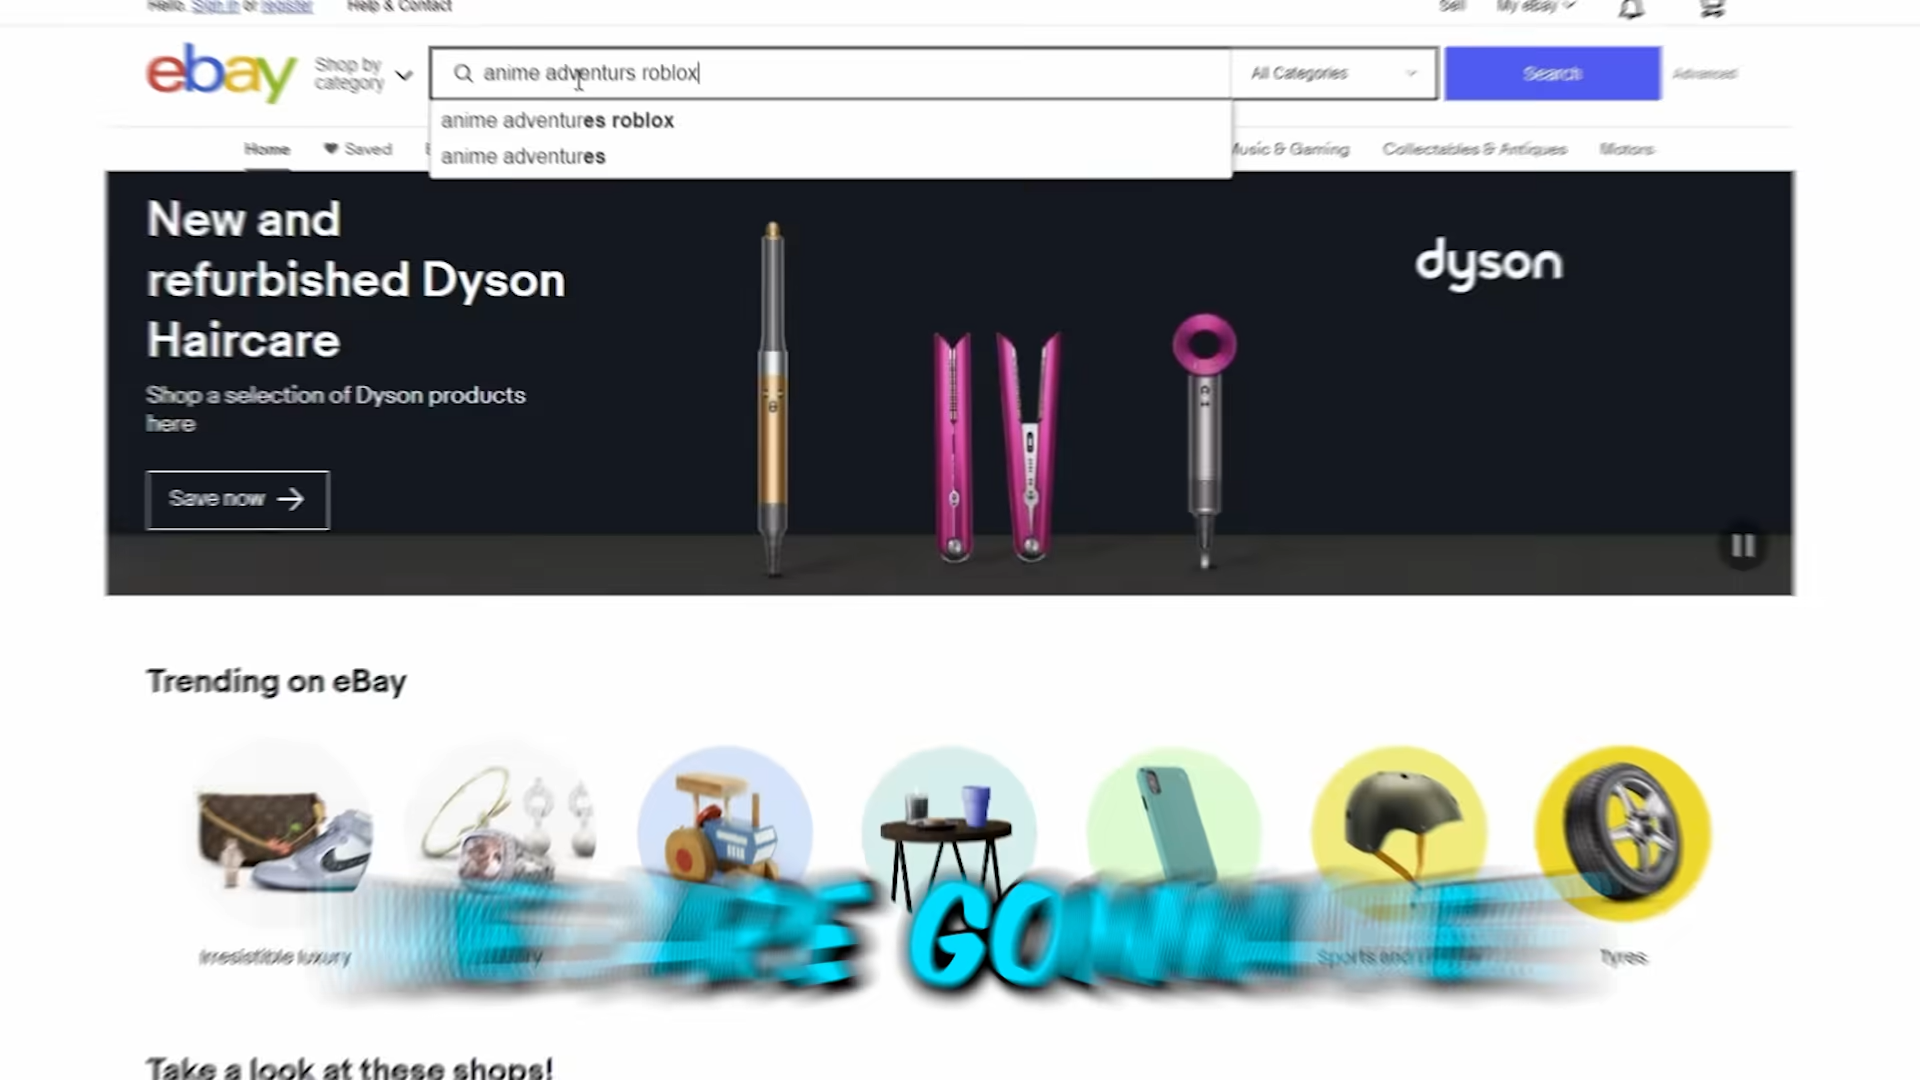 Hello. Sign in or register Help & Contact Sell My eBay
ebay Shop by category anime adventurs roblox All Categories Search Advanced
anime adventures roblox
anime adventures
Home Saved Music & Gaming Collectables & Antiques Motors
New and
refurbished Dyson
Haircare
dyson
Shop a selection of Dyson products
here
Save now
Trending on eBay
GONNA
Irresistible luxury Sports and Tyres
Take a look at these shops!